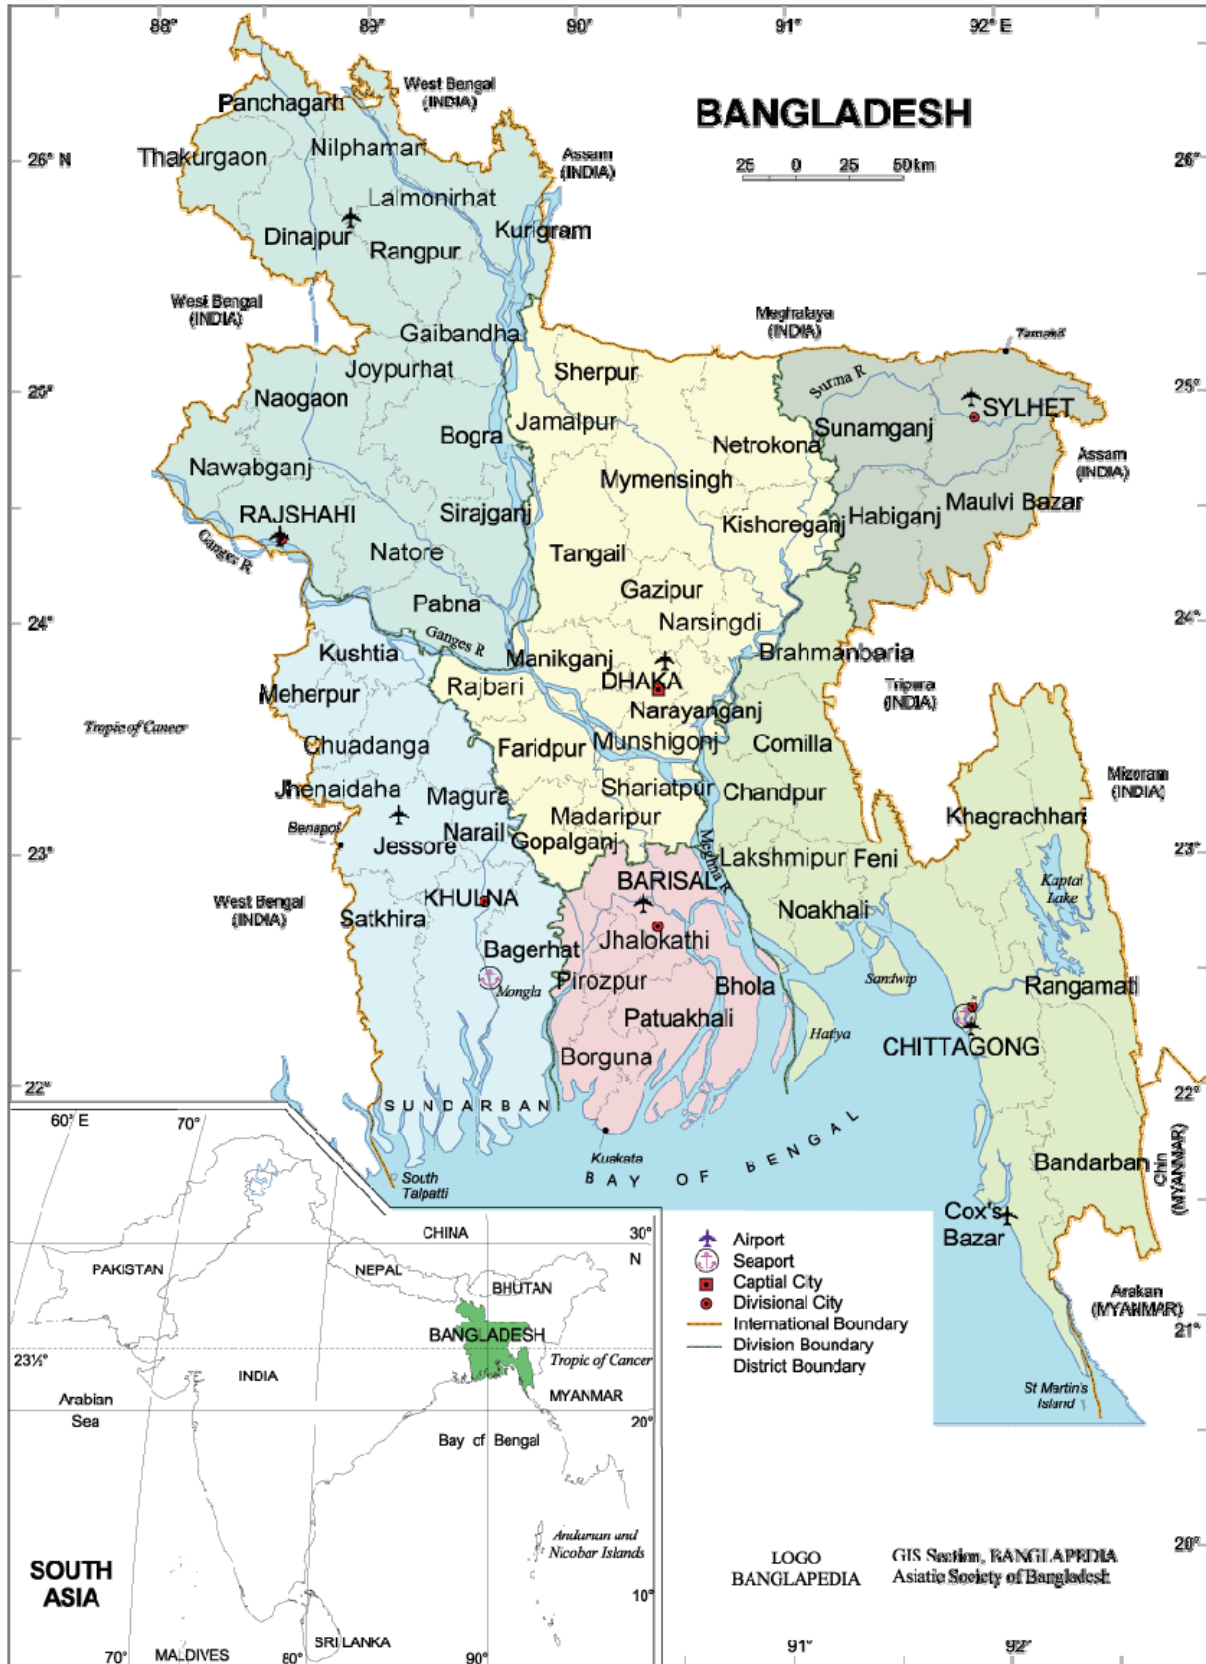 88°
89°
90°
91°
92° E
BANGLADESH
25 0 25 50 km
West Bengal
(INDIA)
Panchagarh
Nilphamari
Thakurgaon
26° N
26°
Assam
(INDIA)
Lalmonirhat
Kurigram
Dinajpur
Rangpur
West Bengal
(INDIA)
Meghalaya
(INDIA)
Tamabil
Gaibandha
Joypurhat
Sherpur
Surma R
25°
25°
Naogaon
SYLHET
Jamalpur
Bogra
Netrokona
Sunamganj
Assam
(INDIA)
Nawabganj
Mymensingh
Maulvi Bazar
RAJSHAHI
Sirajganj
Kishoreganj
Habiganj
Ganges R
Natore
Tangail
Gazipur
Pabna
24°
24°
Narsingdi
Ganges R
Kushtia
Manikganj
Brahmanbaria
DHAKA
Meherpur
Rajbari
Tripura
(INDIA)
Narayanganj
Tropic of Cancer
Chuadanga
Faridpur
Munshigonj
Comilla
Mizoram
(INDIA)
Jhenaidaha
Magura
Shariatpur
Chandpur
Benapol
Narail
Madaripur
Khagrachhari
Jessore
Gopalganj
Meghna R
Lakshmipur
Feni
23°
23°
BARISAL
Kaptai
Lake
West Bengal
(INDIA)
KHULNA
Satkhira
Noakhali
Bagerhat
Jhalokathi
Sandwip
Pirozpur
Bhola
Rangamati
Mongla
Patuakhali
Hatiya
CHITTAGONG
Borguna
22°
22°
SUNDARBAN
Kuakata
BAY OF BENGAL
South
Talpatti
Bandarban
Chin
(MYANMAR)
Cox's
Bazar
Arakan
(MYANMAR)
21°
St Martin's
Island
20°
91°
92°
Airport
Seaport
Captial City
Divisional City
International Boundary
Division Boundary
District Boundary
LOGO
BANGLAPEDIA
GIS Section, BANGLAPEDIA
Asiatic Society of Bangladesh
60° E
70°
CHINA
30°
N
PAKISTAN
NEPAL
BHUTAN
BANGLADESH
23½°
Tropic of Cancer
INDIA
MYANMAR
Arabian
Sea
20°
Bay of Bengal
Andaman and
Nicobar Islands
SOUTH
ASIA
10°
SRI LANKA
MALDIVES
70°
80°
90°